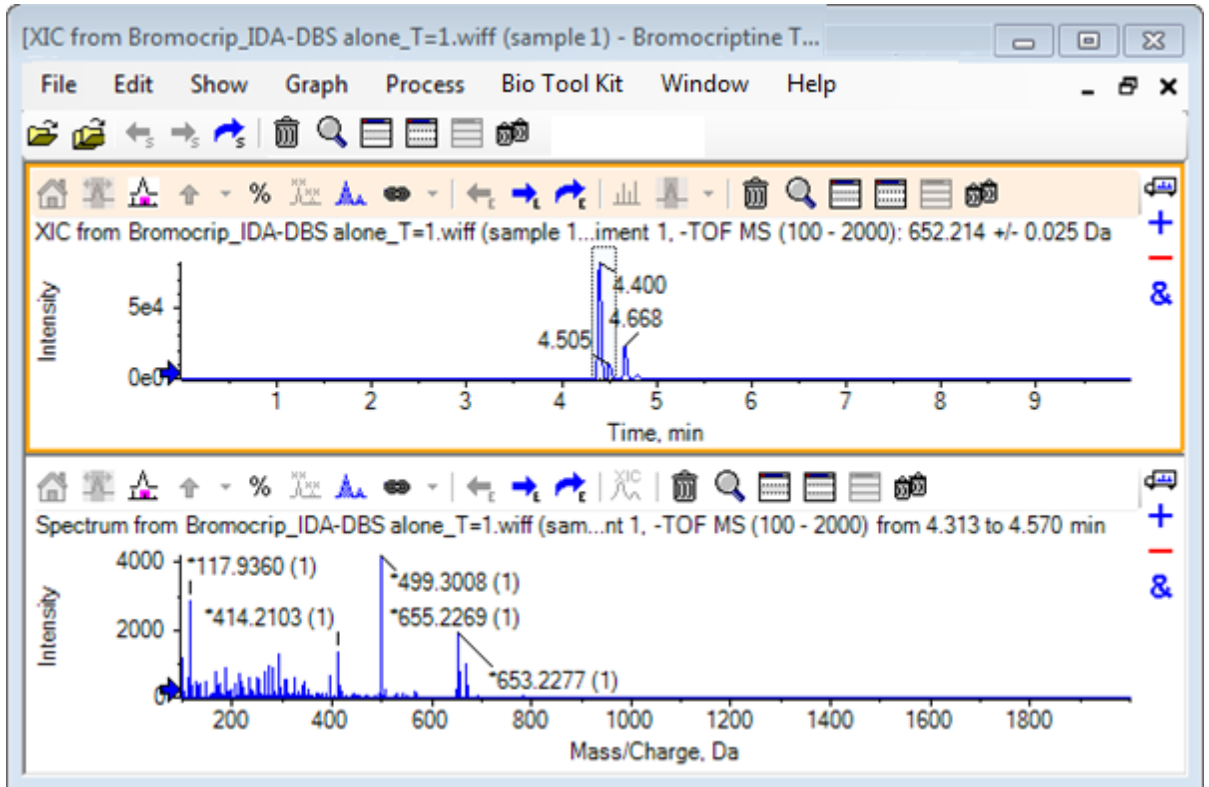 [XIC from Bromocrip_IDA-DBS alone_T=1.wiff (sample 1) - Bromocriptine T...
File Edit Show Graph Process Bio Tool Kit Window Help
S S S
% E E E
XIC from Bromocrip_IDA-DBS alone_T=1.wiff (sample 1...iment 1, -TOF MS (100 - 2000): 652.214 +/- 0.025 Da
+
−
&
Intensity
5e4
0e0
4.400
4.505
4.668
1 2 3 4 5 6 7 8 9
Time, min
% E E E XIC
Spectrum from Bromocrip_IDA-DBS alone_T=1.wiff (sam...nt 1, -TOF MS (100 - 2000) from 4.313 to 4.570 min
+
−
&
Intensity
4000
2000
0
*117.9360 (1)
*499.3008 (1)
*414.2103 (1)
*655.2269 (1)
*653.2277 (1)
200 400 600 800 1000 1200 1400 1600 1800
Mass/Charge, Da